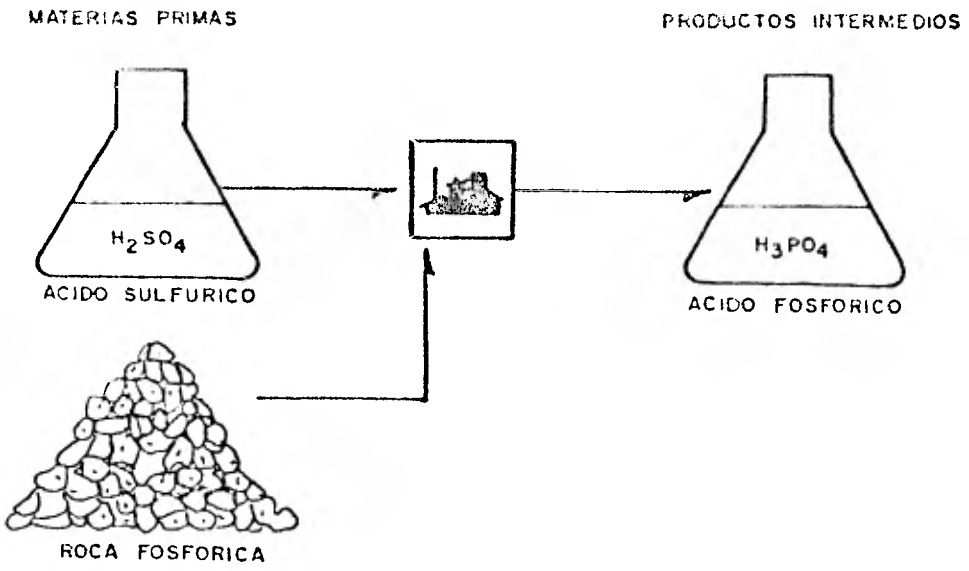 MATERIAS PRIMAS
PRODUCTOS INTERMEDIOS
H₂SO₄
H₃PO₄
ACIDO SULFURICO
ACIDO FOSFORICO
ROCA FOSFORICA